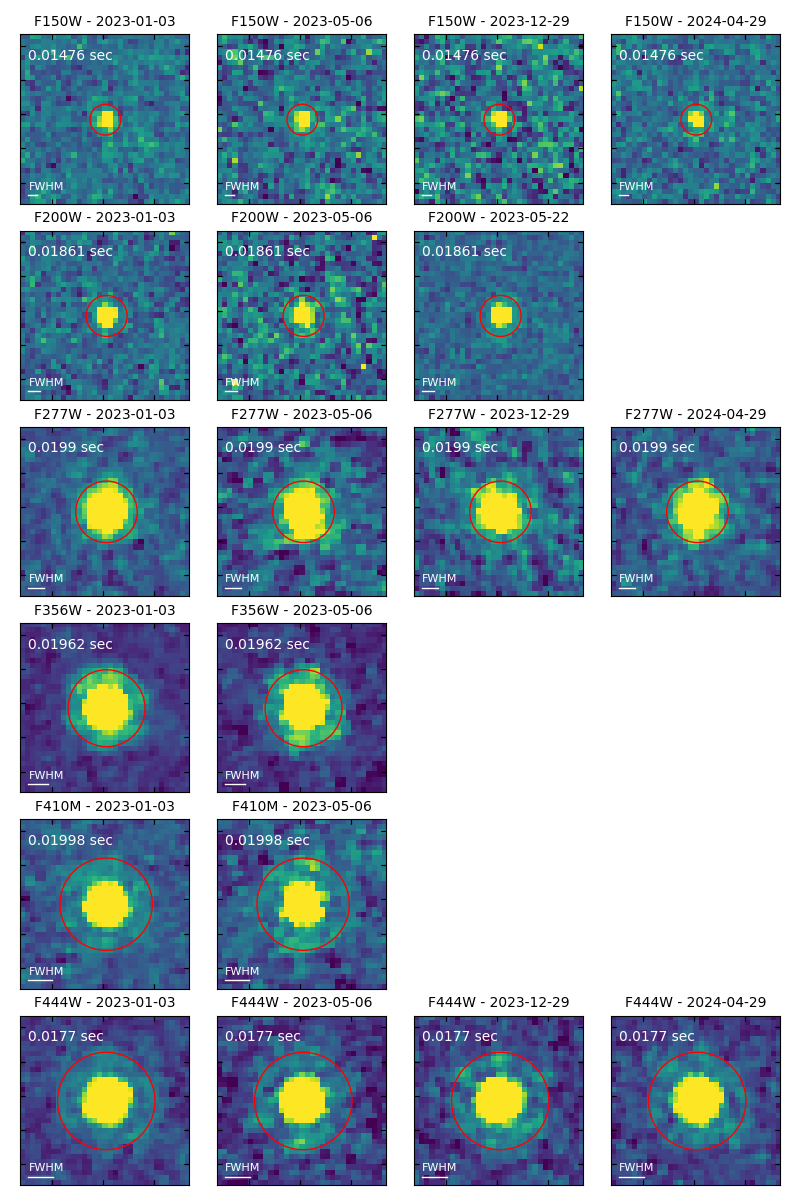 F150W - 2023-01-03
F150W - 2023-05-06
F150W - 2023-12-29
F150W - 2024-04-29
0.01476 sec
0.01476 sec
0.01476 sec
0.01476 sec
FWHM
FWHM
FWHM
FWHM
F200W - 2023-01-03
F200W - 2023-05-06
F200W - 2023-05-22
0.01861 sec
0.01861 sec
0.01861 sec
FWHM
FWHM
FWHM
F277W - 2023-01-03
F277W - 2023-05-06
F277W - 2023-12-29
F277W - 2024-04-29
0.0199 sec
0.0199 sec
0.0199 sec
0.0199 sec
FWHM
FWHM
FWHM
FWHM
F356W - 2023-01-03
F356W - 2023-05-06
0.01962 sec
0.01962 sec
FWHM
FWHM
F410M - 2023-01-03
F410M - 2023-05-06
0.01998 sec
0.01998 sec
FWHM
FWHM
F444W - 2023-01-03
F444W - 2023-05-06
F444W - 2023-12-29
F444W - 2024-04-29
0.0177 sec
0.0177 sec
0.0177 sec
0.0177 sec
FWHM
FWHM
FWHM
FWHM